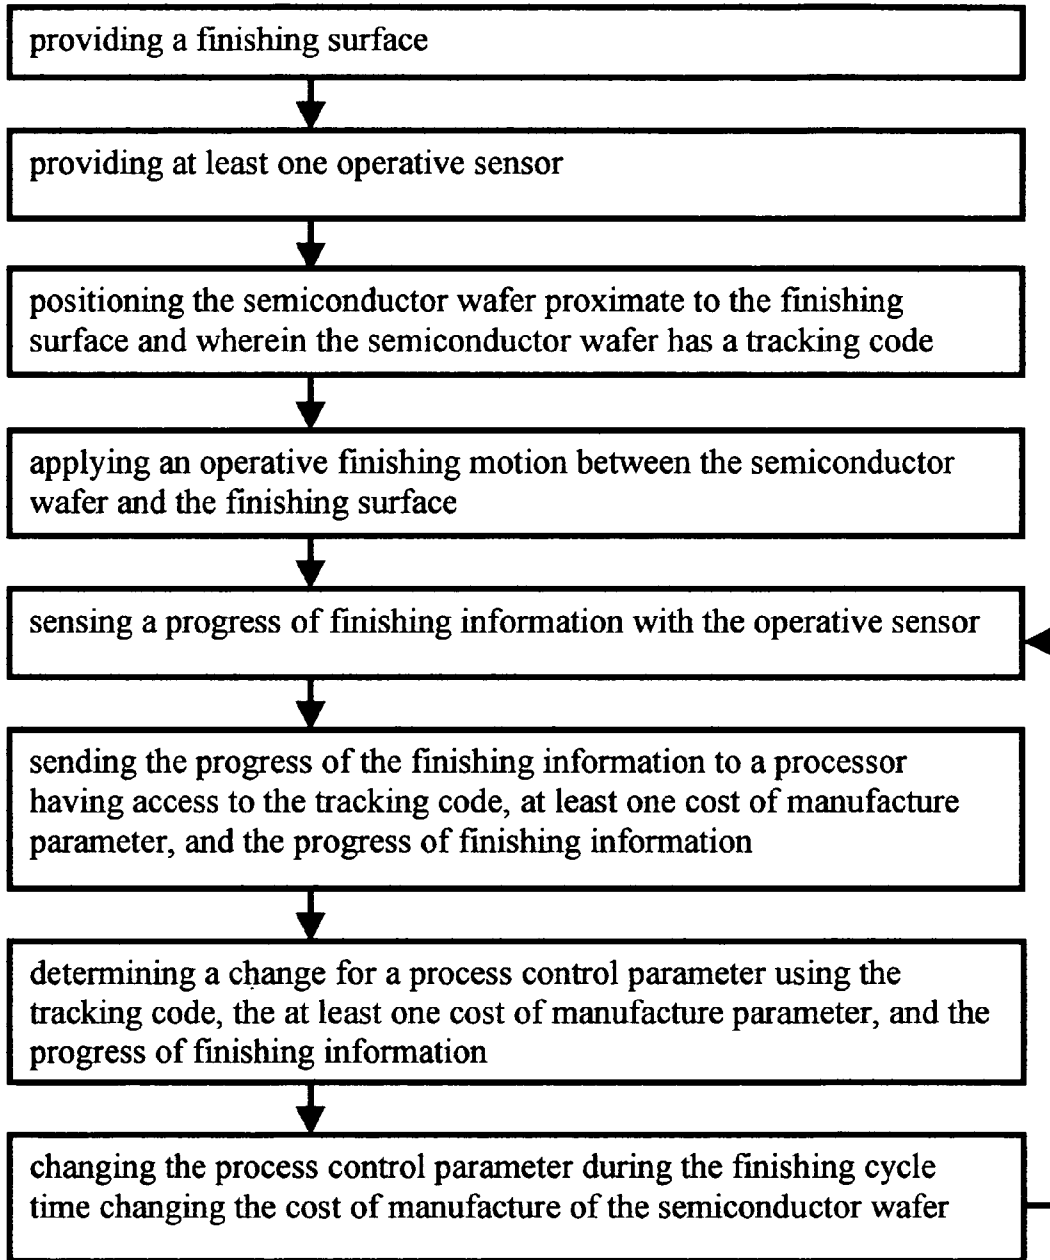 providing a finishing surface
providing at least one operative sensor
positioning the semiconductor wafer proximate to the finishing
surface and wherein the semiconductor wafer has a tracking code
applying an operative finishing motion between the semiconductor
wafer and the finishing surface
sensing a progress of finishing information with the operative sensor
sending the progress of the finishing information to a processor
having access to the tracking code, at least one cost of manufacture
parameter, and the progress of finishing information
determining a change for a process control parameter using the
tracking code, the at least one cost of manufacture parameter, and the
progress of finishing information
changing the process control parameter during the finishing cycle
time changing the cost of manufacture of the semiconductor wafer